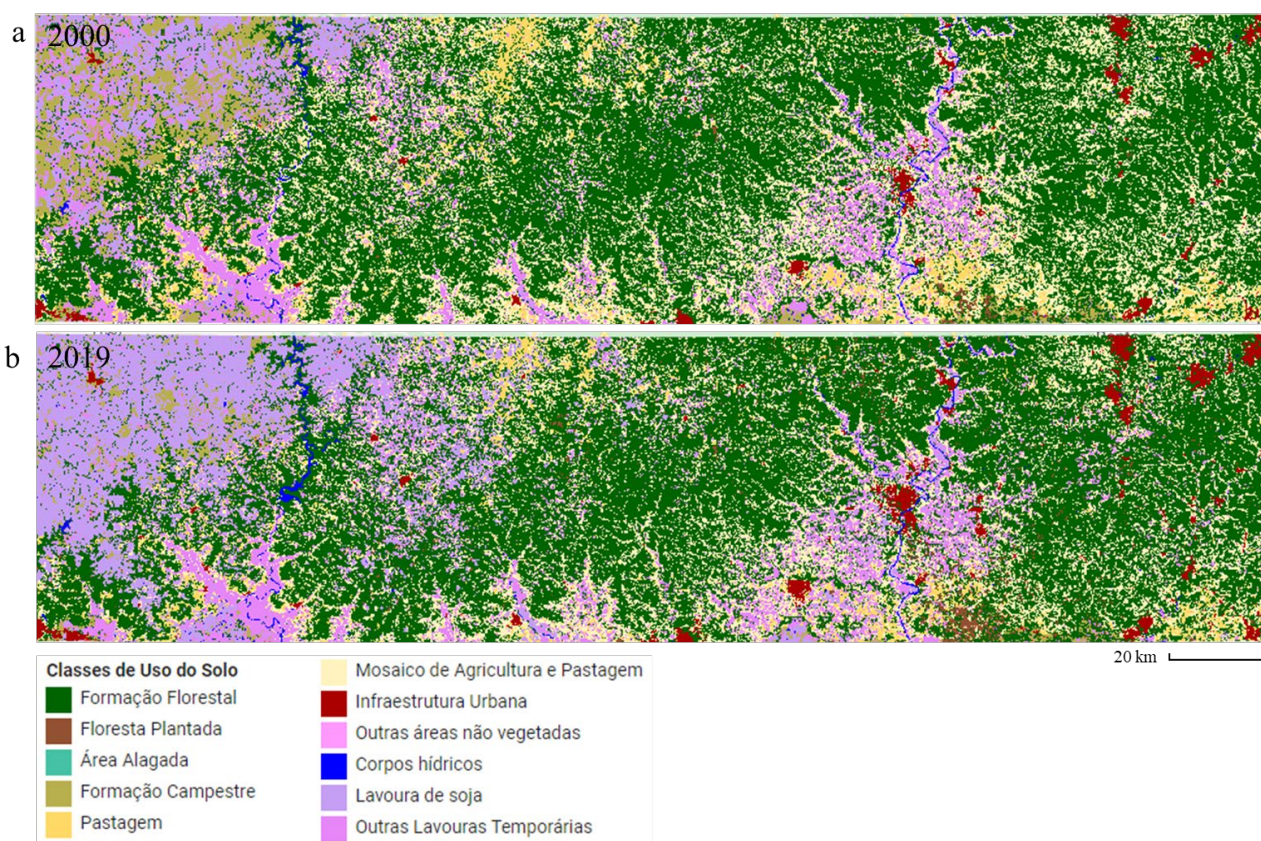 a
2000
b
2019
20 km
Classes de Uso do Solo
Formação Florestal
Floresta Plantada
Área Alagada
Formação Campestre
Pastagem
Mosaico de Agricultura e Pastagem
Infraestrutura Urbana
Outras áreas não vegetadas
Corpos hídricos
Lavoura de soja
Outras Lavouras Temporárias